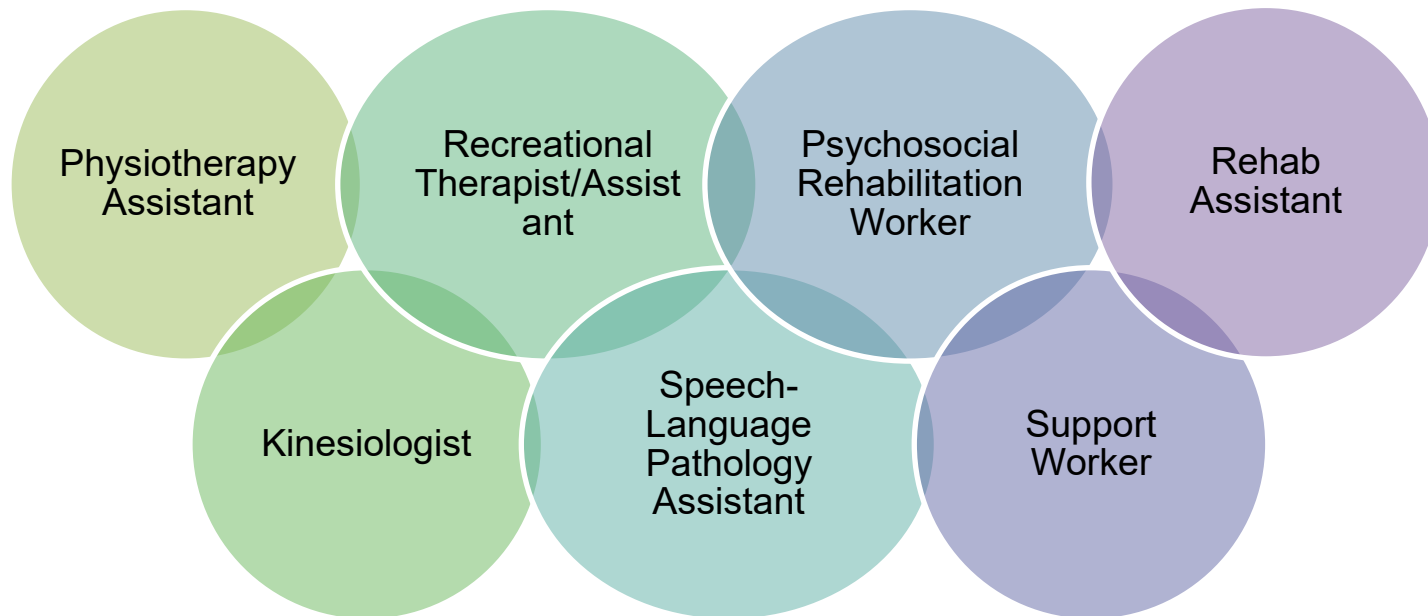 Physiotherapy
Assistant
Recreational
Therapist/Assist
ant
Psychosocial
Rehabilitation
Worker
Rehab
Assistant
Kinesiologist
Speech-
Language
Pathology
Assistant
Support
Worker